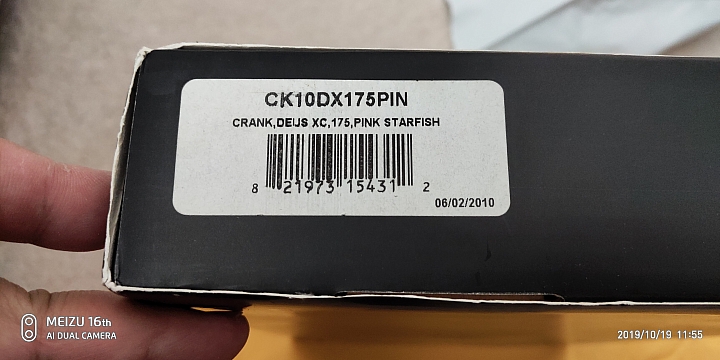 CK10DX175PIN
CRANK,DEUS XC,175,PINK STARFISH
8 21973 15431 2
06/02/2010
MEIZU 16th
AI DUAL CAMERA
2019/10/19 11:55